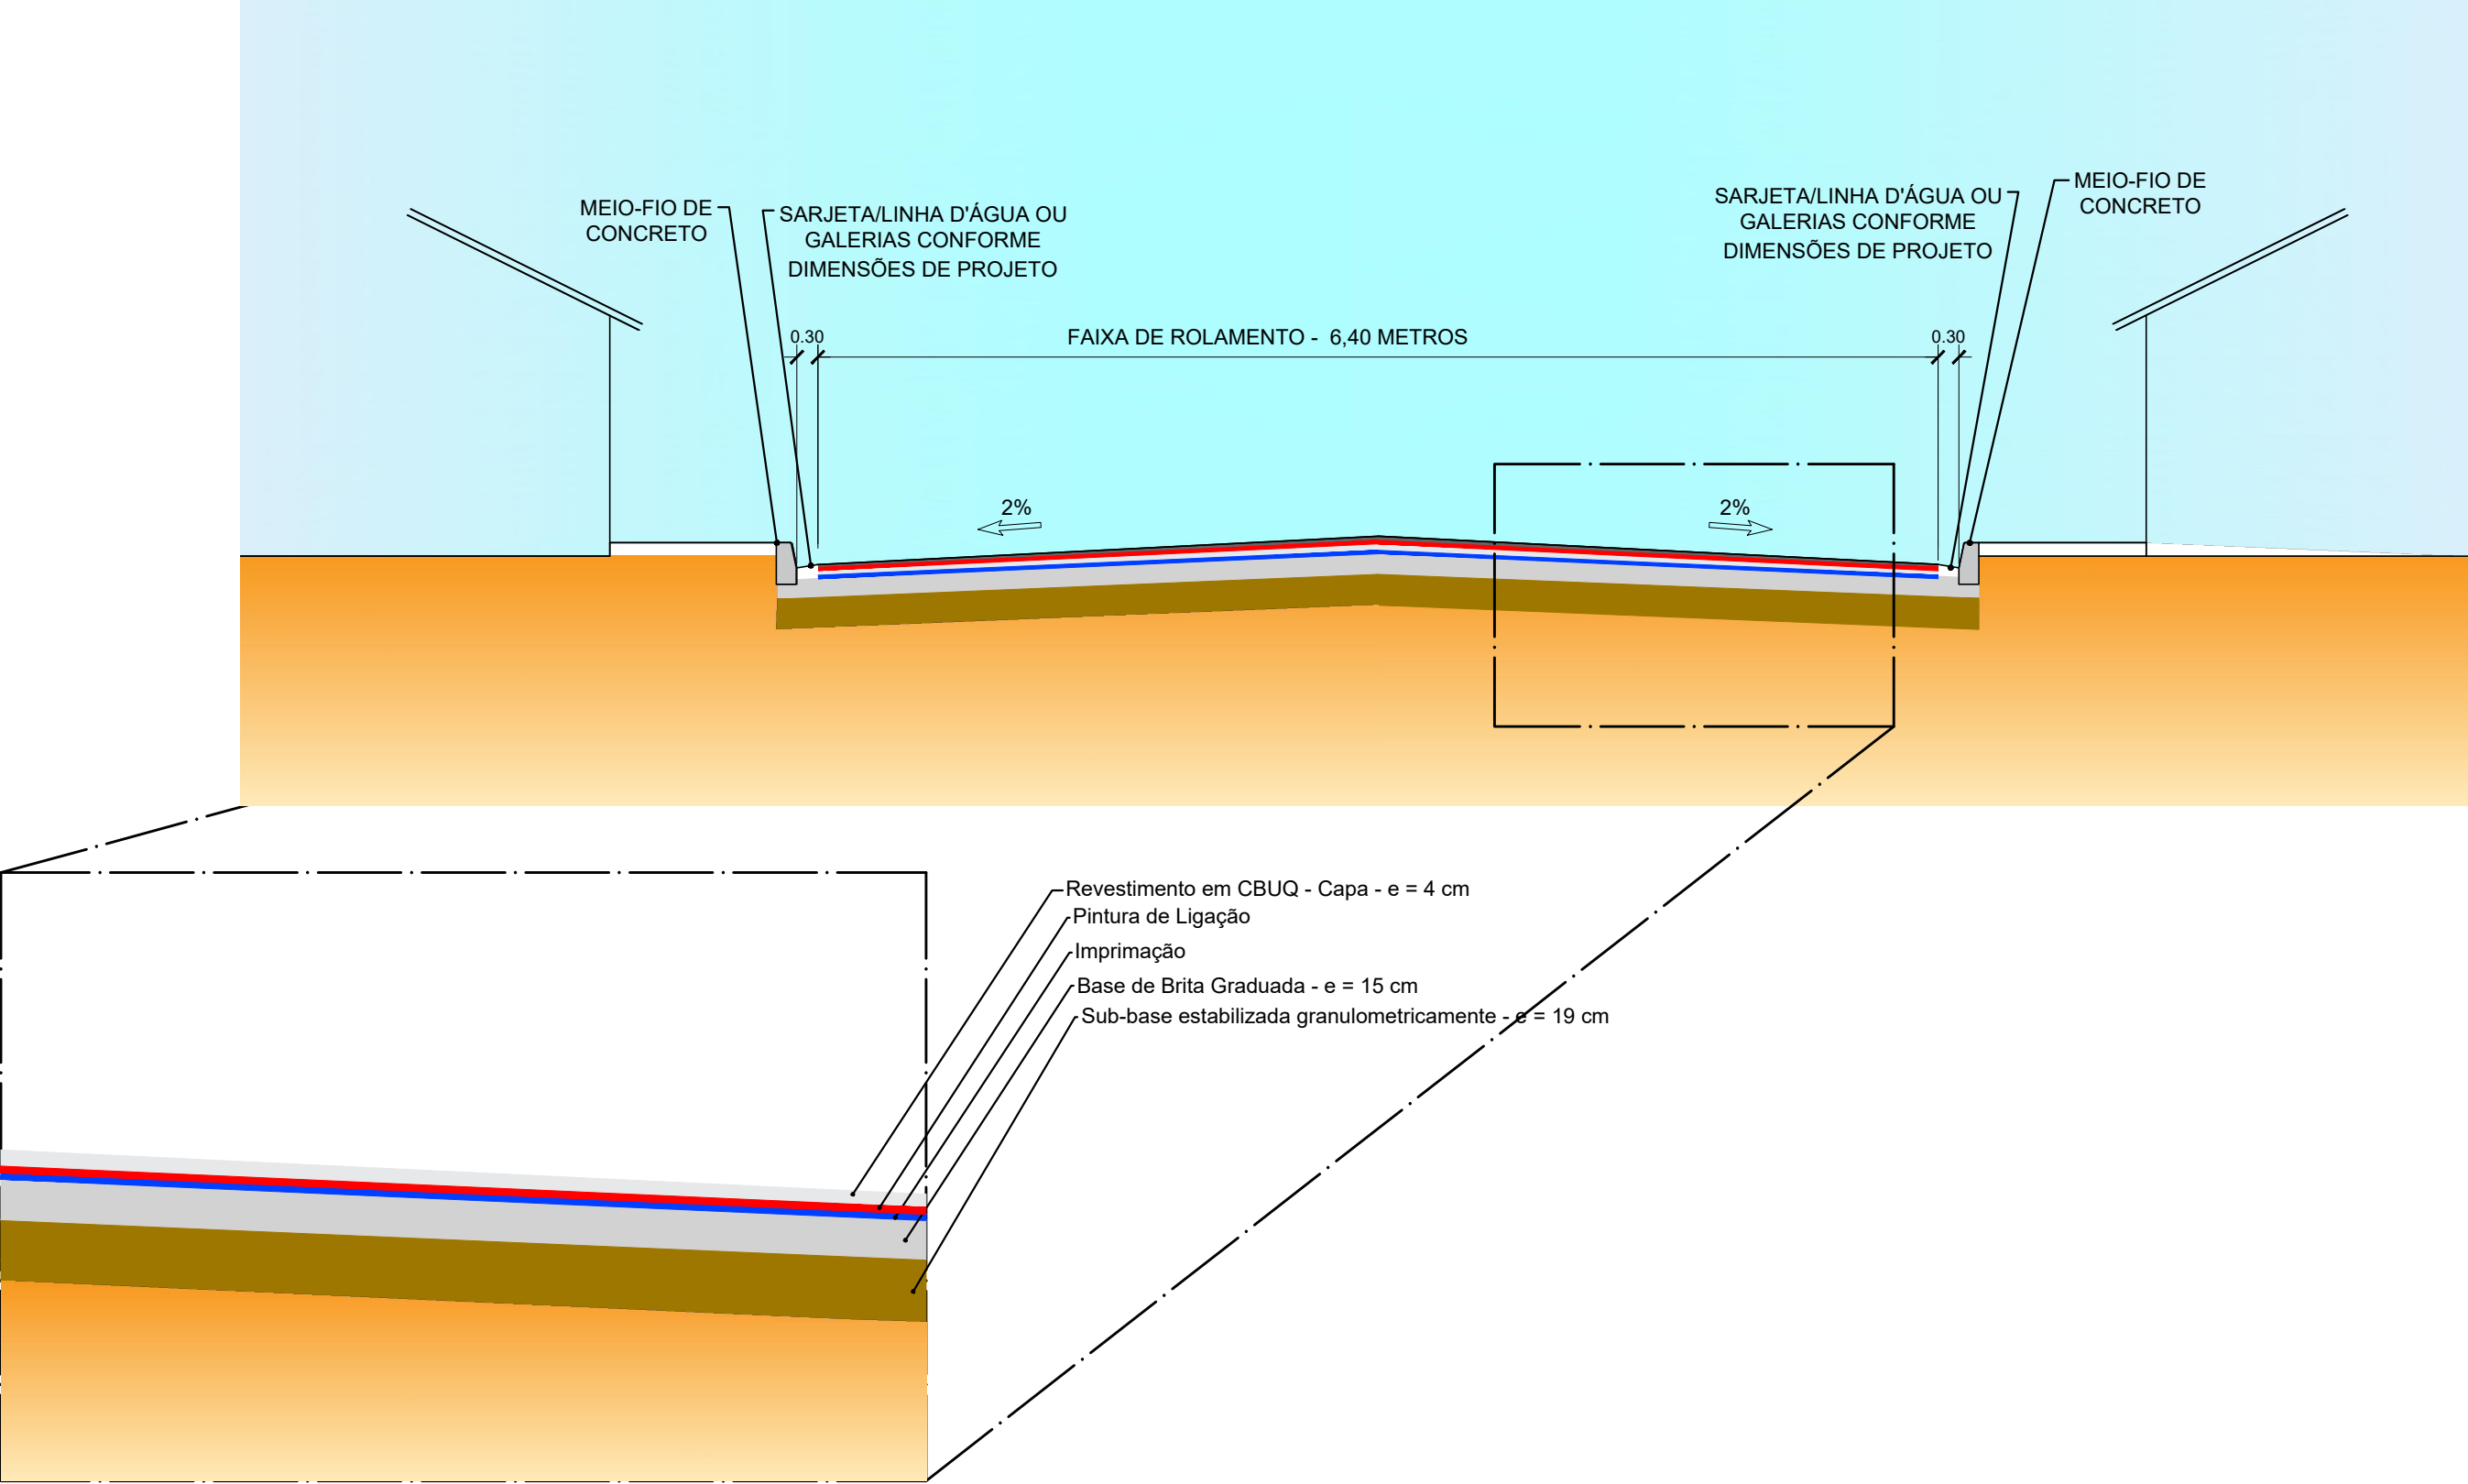 MEIO-FIO DE
CONCRETO
SARJETA/LINHA D'ÁGUA OU
GALERIAS CONFORME
DIMENSÕES DE PROJETO
SARJETA/LINHA D'ÁGUA OU
GALERIAS CONFORME
DIMENSÕES DE PROJETO
MEIO-FIO DE
CONCRETO
0.30
FAIXA DE ROLAMENTO - 6,40 METROS
0.30
2%
2%
Revestimento em CBUQ - Capa - e = 4 cm
Pintura de Ligação
Imprimação
Base de Brita Graduada - e = 15 cm
Sub-base estabilizada granulometricamente - e = 19 cm